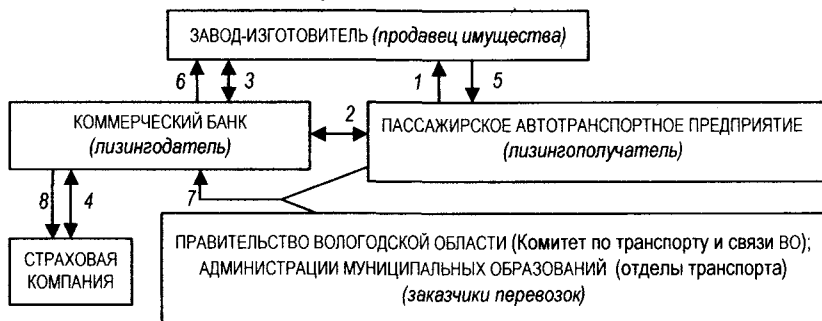 ЗАВОД-ИЗГОТОВИТЕЛЬ (продавец имущества)
6 3 1 5
КОММЕРЧЕСКИЙ БАНК
(лизингодатель)
2
ПАССАЖИРСКОЕ АВТОТРАНСПОРТНОЕ ПРЕДПРИЯТИЕ
(лизингополучатель)
8 4 7
СТРАХОВАЯ
КОМПАНИЯ
ПРАВИТЕЛЬСТВО ВОЛОГОДСКОЙ ОБЛАСТИ (Комитет по транспорту и связи ВО);
АДМИНИСТРАЦИИ МУНИЦИПАЛЬНЫХ ОБРАЗОВАНИЙ (отделы транспорта)
(заказчики перевозок)